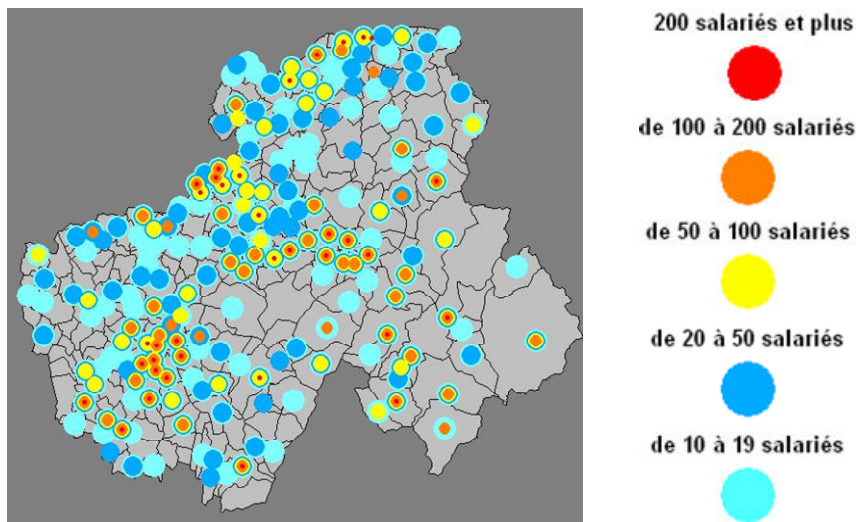 200 salariés et plus
de 100 à 200 salariés
de 50 à 100 salariés
de 20 à 50 salariés
de 10 à 19 salariés